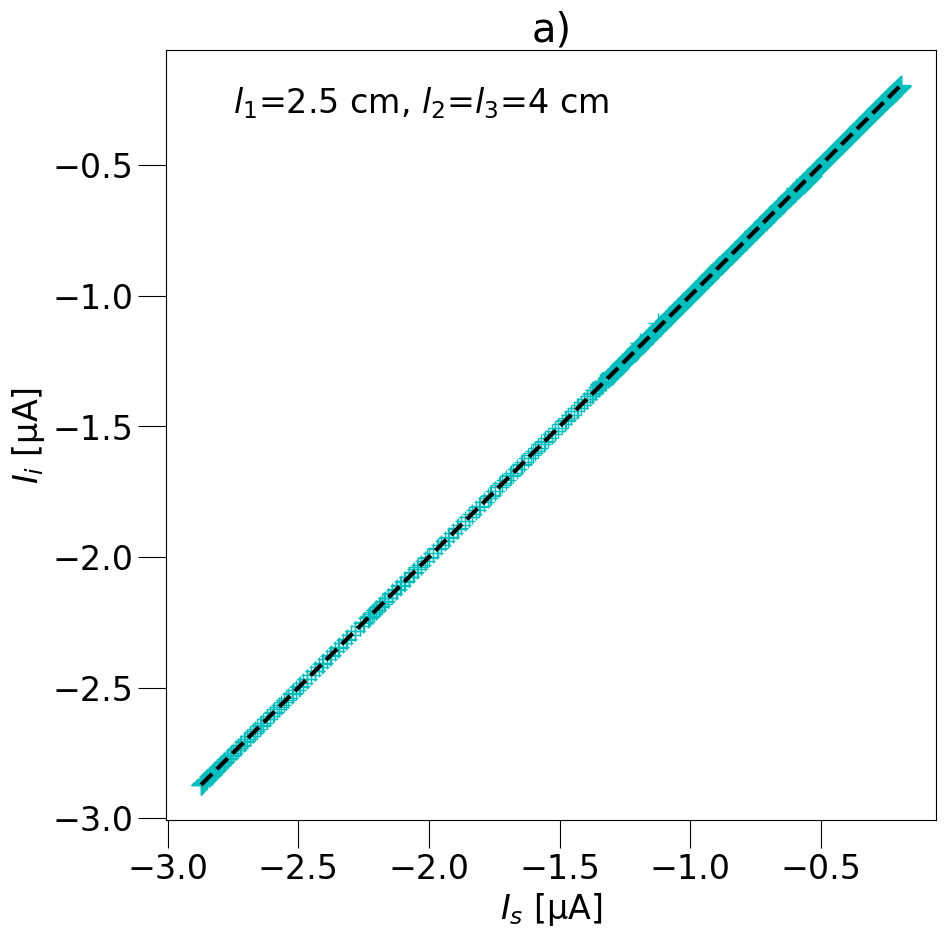 a)
l₁=2.5 cm, l₂=l₃=4 cm
−0.5
−1.0
−1.5
−2.0
−2.5
−3.0
Iᵢ [µA]
−3.0 −2.5 −2.0 −1.5 −1.0 −0.5
Iₛ [µA]